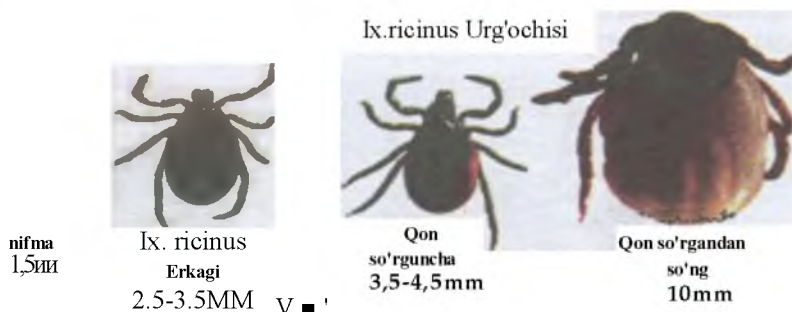 Ix.ricinus Urg'ochisi
nifma
1,5ии
Ix. ricinus
Erkagi
2.5-3.5MM
V ■ '
Qon
so'rguncha
3,5-4,5mm
Qon so'rgandan
so'ng
10mm